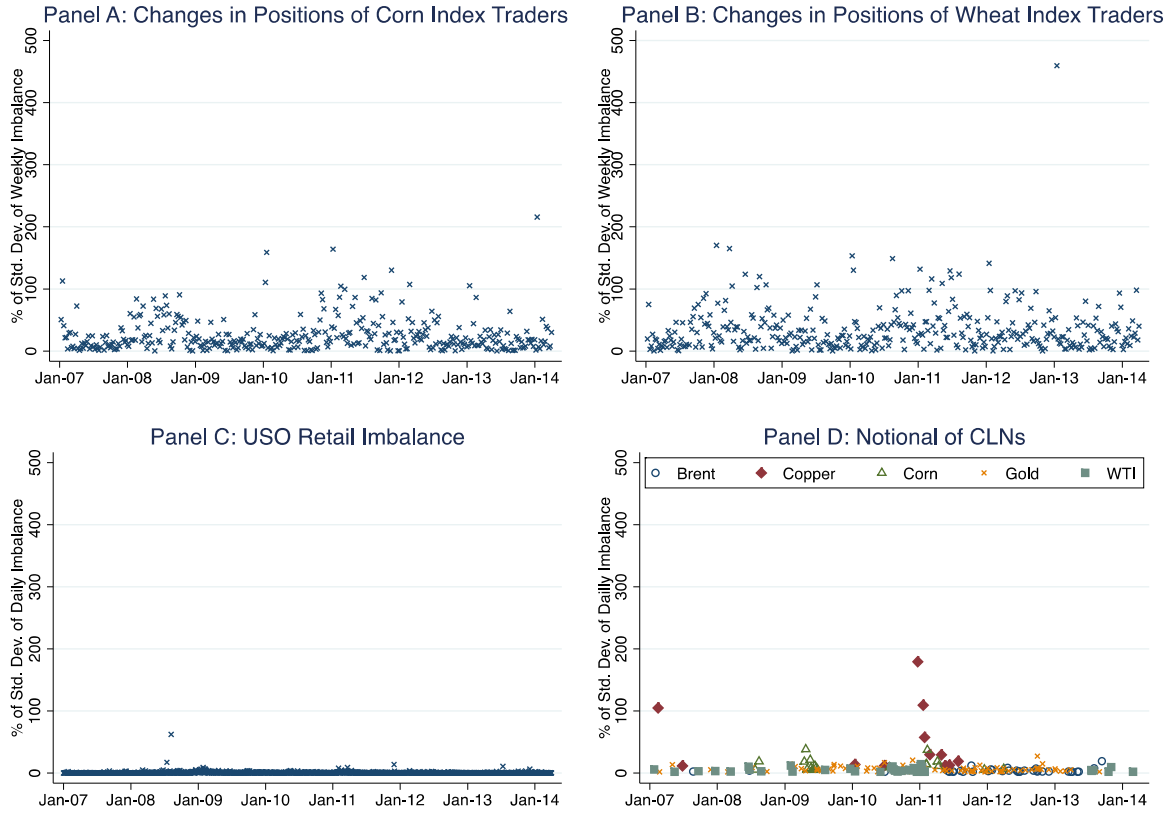 Panel A: Changes in Positions of Corn Index Traders
% of Std. Dev. of Weekly Imbalance
500
400
300
200
100
0
Jan-07 Jan-08 Jan-09 Jan-10 Jan-11 Jan-12 Jan-13 Jan-14
Panel B: Changes in Positions of Wheat Index Traders
% of Std. Dev. of Weekly Imbalance
500
400
300
200
100
0
Jan-07 Jan-08 Jan-09 Jan-10 Jan-11 Jan-12 Jan-13 Jan-14
Panel C: USO Retail Imbalance
% of Std. Dev. of Daily Imbalance
500
400
300
200
100
0
Jan-07 Jan-08 Jan-09 Jan-10 Jan-11 Jan-12 Jan-13 Jan-14
Panel D: Notional of CLNs
Brent Copper Corn Gold WTI
% of Std. Dev. of Dailly Imbalance
500
400
300
200
100
0
Jan-07 Jan-08 Jan-09 Jan-10 Jan-11 Jan-12 Jan-13 Jan-14